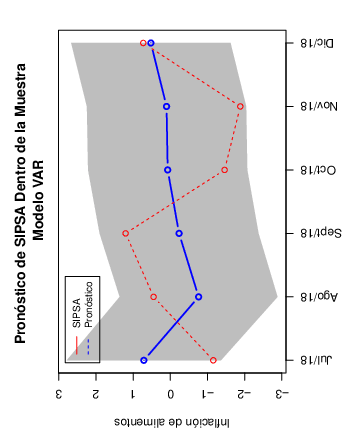 Pronóstico de SIPSA Dentro de la Muestra
Modelo VAR
SIPSA
Pronóstico
Inflación de alimentos
3
2
1
0
−1
−2
−3
Jul/18
Ago/18
Sept/18
Oct/18
Nov/18
Dic/18